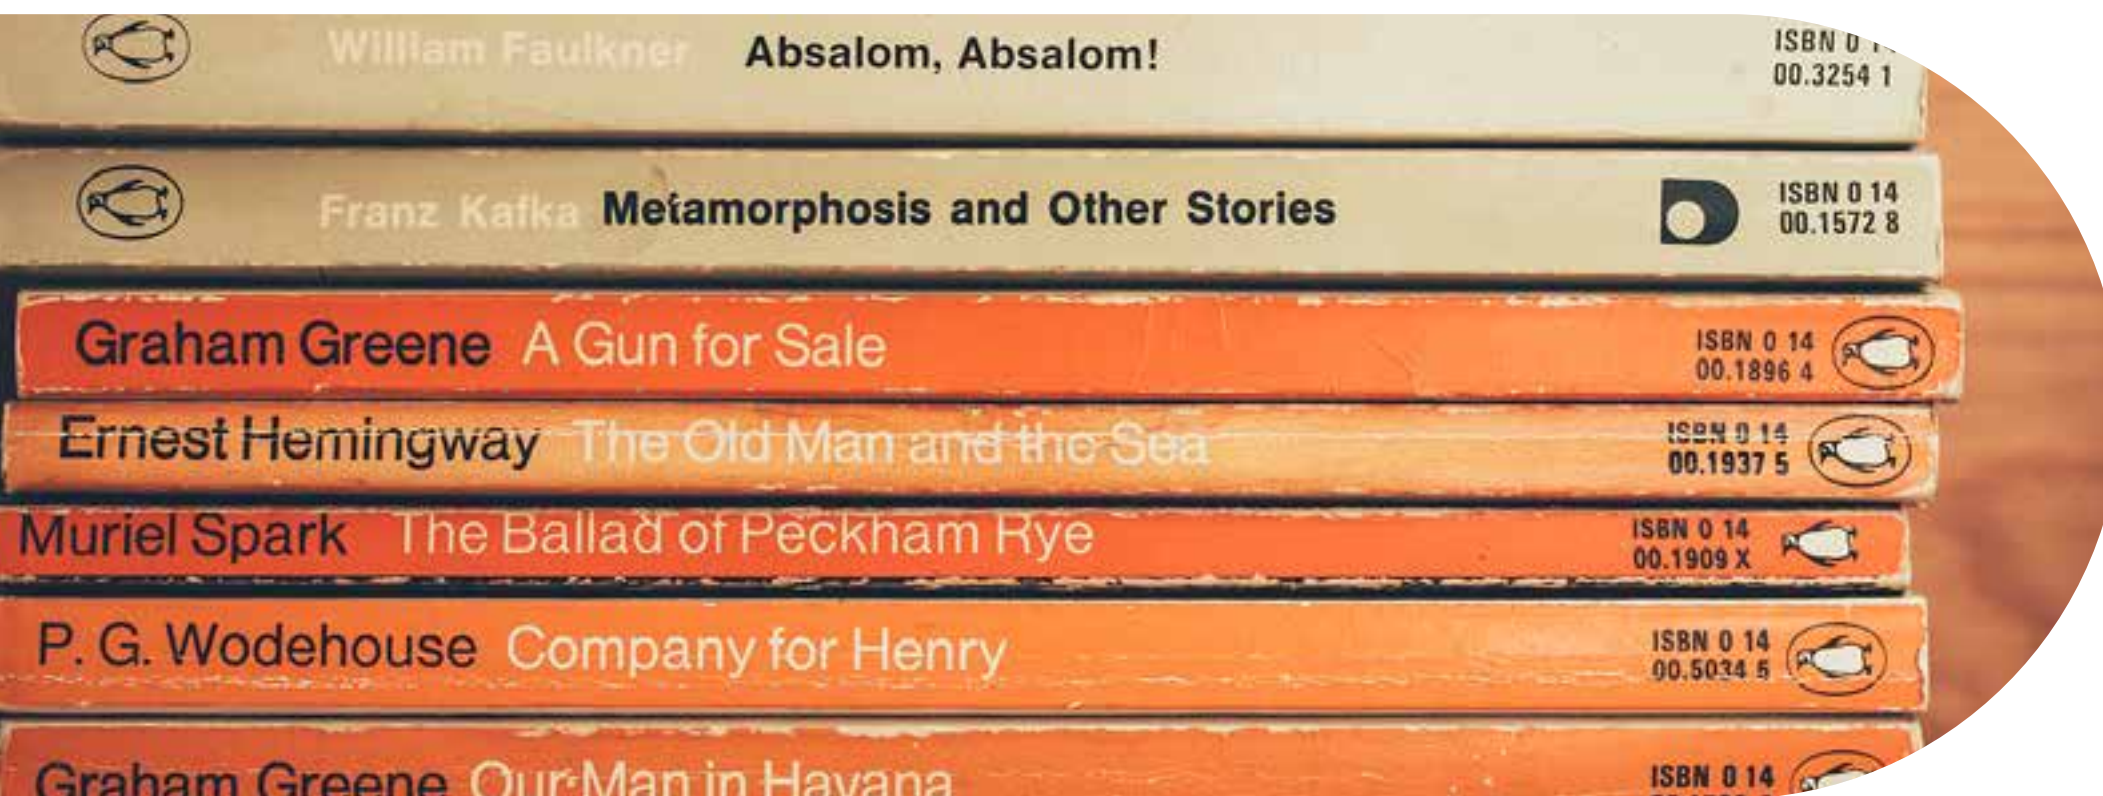 William Faulkner Absalom, Absalom! ISBN 0 14
00.3254 1
Franz Kafka Metamorphosis and Other Stories ISBN 0 14
00.1572 8
Graham Greene A Gun for Sale ISBN 0 14
00.1896 4
Ernest Hemingway The Old Man and the Sea ISBN 0 14
00.1937 5
Muriel Spark The Ballad of Peckham Rye ISBN 0 14
00.1909 X
P. G. Wodehouse Company for Henry ISBN 0 14
00.5034 5
Graham Greene Our Man in Havana ISBN 0 14